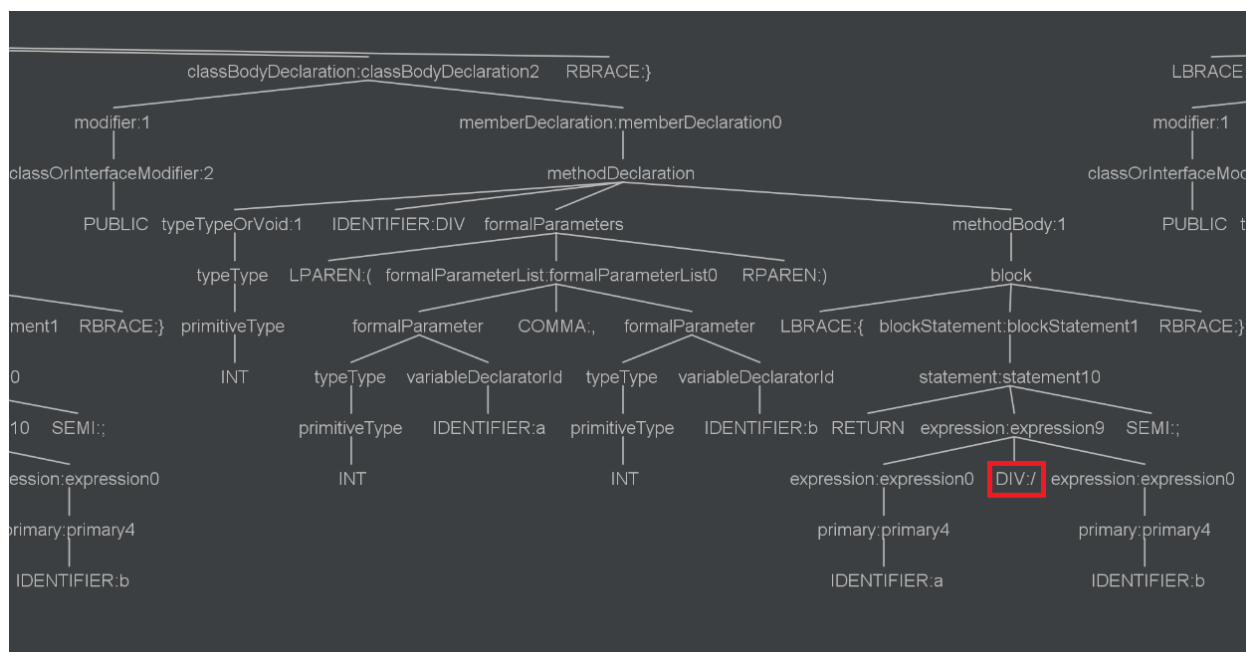 classBodyDeclaration:classBodyDeclaration2 RBRACE:} LBRACE
modifier:1 memberDeclaration:memberDeclaration0 modifier:1
classOrInterfaceModifier:2 methodDeclaration classOrInterfaceMod
PUBLIC typeTypeOrVoid:1 IDENTIFIER:DIV formalParameters methodBody:1 PUBLIC t
typeType LPAREN:( formalParameterList:formalParameterList0 RPAREN:) block
ment1 RBRACE:} primitiveType formalParameter COMMA:, formalParameter LBRACE:{ blockStatement:blockStatement1 RBRACE:}
0 INT typeType variableDeclaratorId typeType variableDeclaratorId statement:statement10
10 SEMI:; primitiveType IDENTIFIER:a primitiveType IDENTIFIER:b RETURN expression:expression9 SEMI:;
ession:expression0 INT INT expression:expression0 DIV:/ expression:expression0
primary:primary4 primary:primary4 primary:primary4
IDENTIFIER:b IDENTIFIER:a IDENTIFIER:b